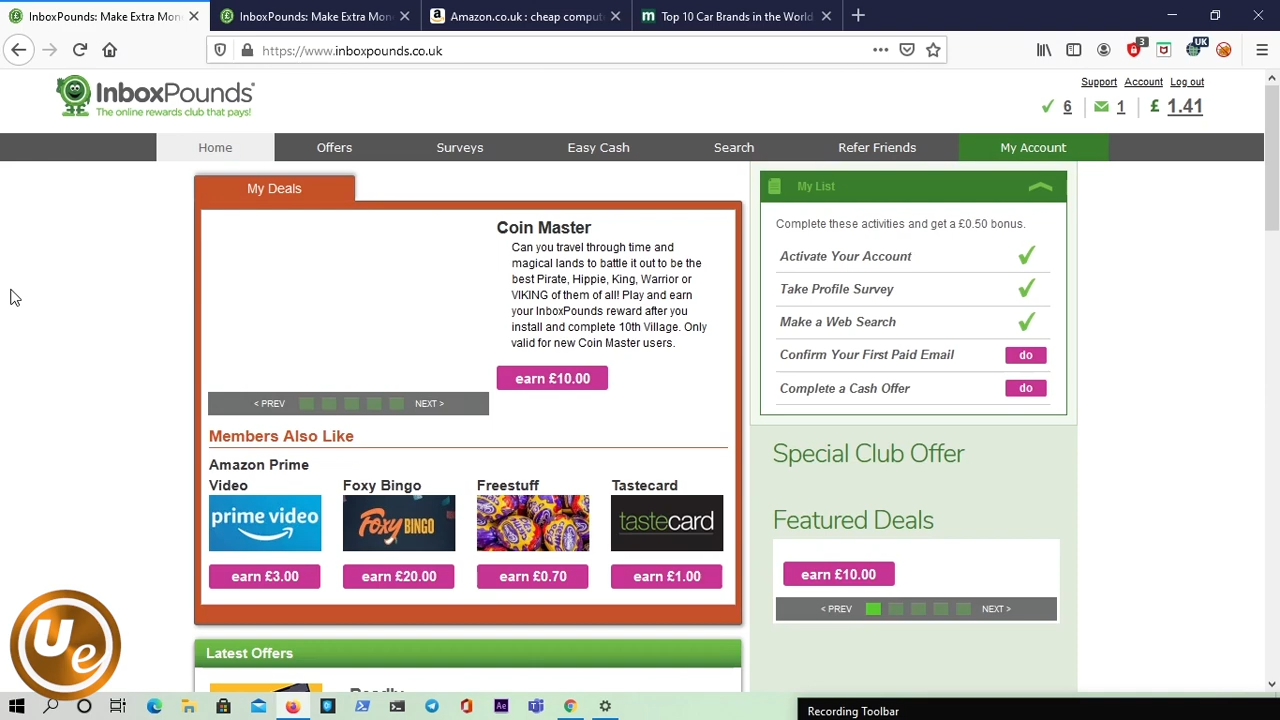 InboxPounds: Make Extra Mon
InboxPounds: Make Extra Mon
Amazon.co.uk : cheap comput
Top 10 Car Brands in the World
https://www.inboxpounds.co.uk
3
UK
InboxPounds
The online rewards club that pays!
Support Account Log out
6 1 £ 1.41
Home Offers Surveys Easy Cash Search Refer Friends My Account
My Deals
Coin Master
Can you travel through time and
magical lands to battle it out to be the
best Pirate, Hippie, King, Warrior or
VIKING of them of all! Play and earn
your InboxPounds reward after you
install and complete 10th Village. Only
valid for new Coin Master users.
earn £10.00
< PREV NEXT >
Members Also Like
Amazon Prime
Video Foxy Bingo Freestuff Tastecard
prime video FOXY BINGO tastecard
earn £3.00 earn £20.00 earn £0.70 earn £1.00
Latest Offers
My List
Complete these activities and get a £0.50 bonus.
Activate Your Account
Take Profile Survey
Make a Web Search
Confirm Your First Paid Email do
Complete a Cash Offer do
Special Club Offer
Featured Deals
earn £10.00
< PREV NEXT >
Ue
Recording Toolbar